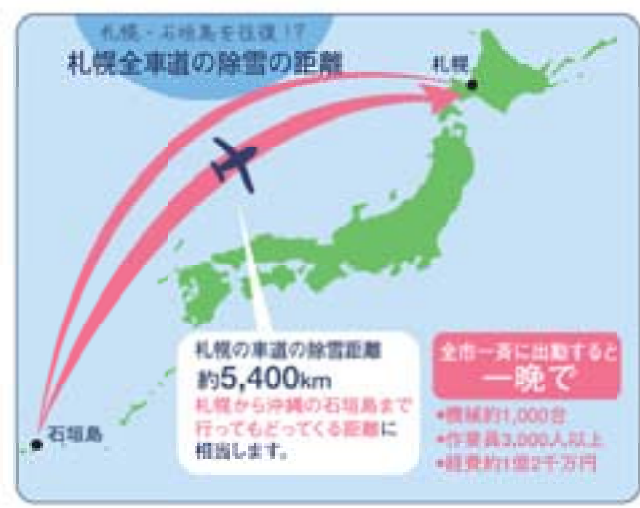 札幌・石垣島を往復！？
札幌全車道の除雪の距離
札幌
石垣島
札幌の車道の除雪距離
約5,400km
札幌から沖縄の石垣島まで
行ってもどってくる距離に
相当します。
全市一斉に出動すると
一晩で
•機械約1,000台
•作業員3,000人以上
•経費約1億2千万円